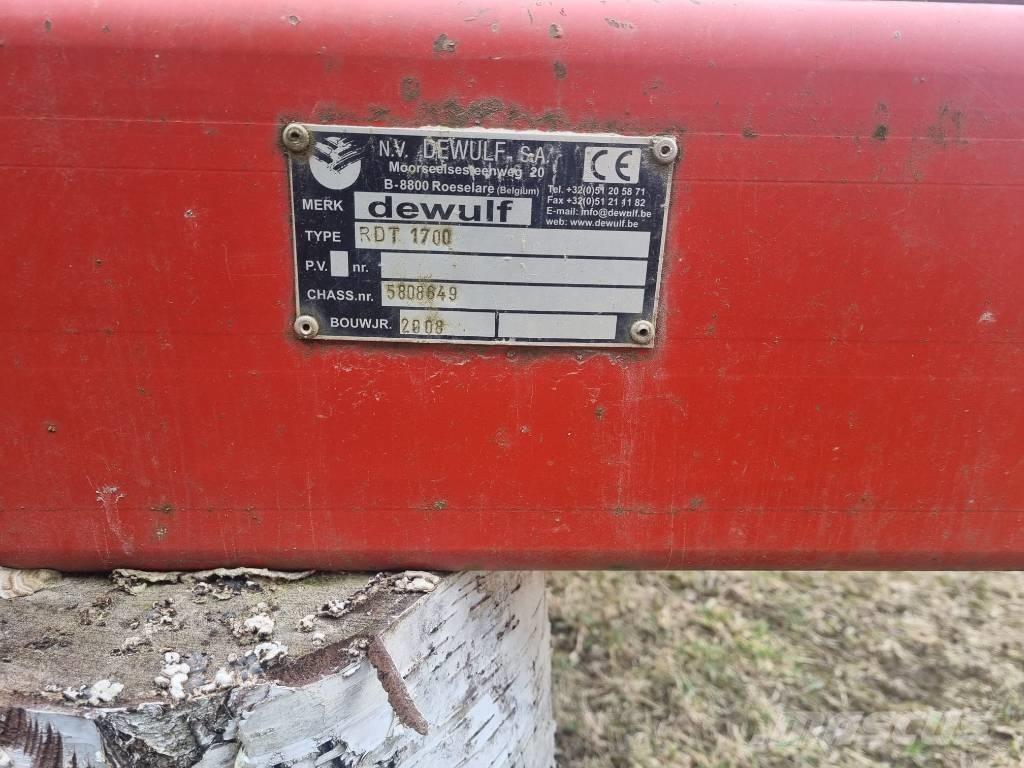 N.V. DEWULF. S.A.
Moorseelsesteenweg 20
B-8800 Roeselare (Belgium)
CE
Tel. +32(0)51 20 58 71
Fax +32(0)51 21 11 82
E-mail: info@dewulf.be
web: www.dewulf.be
MERK dewulf
TYPE RDT 1700
P.V. nr. -
CHASS.nr. 5808649
BOUWJR. 2008